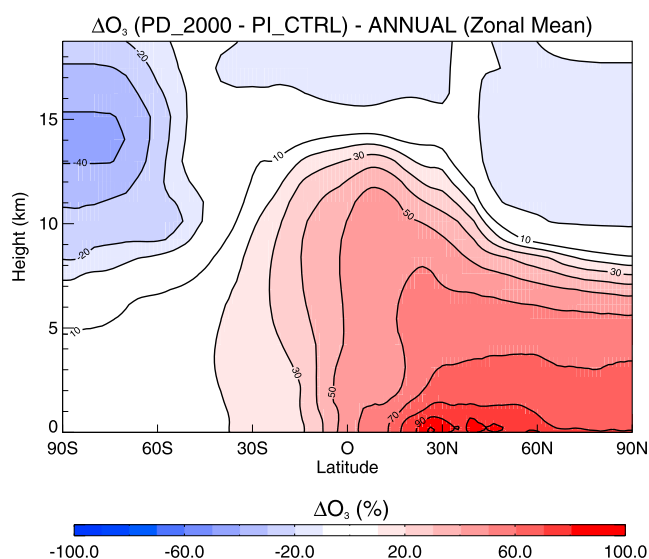 ΔO₃ (PD_2000 - PI_CTRL) - ANNUAL (Zonal Mean)
-20
15
10
30
-40
Height (km)
10
50
10
-20
30
5
10
30
50
70
90
0
90S 60S 30S O 30N 60N 90N
Latitude
ΔO₃ (%)
-100.0 -60.0 -20.0 20.0 60.0 100.0